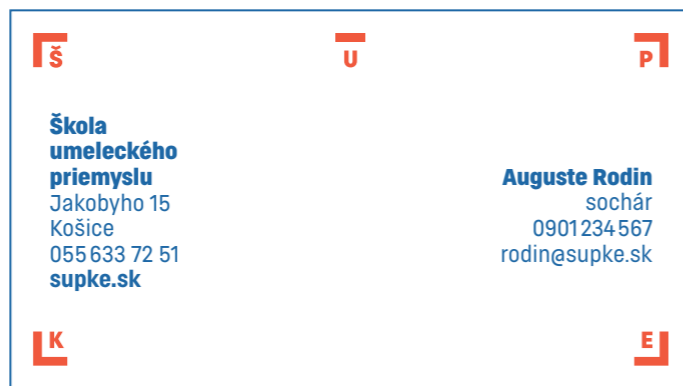 Š U P
Škola
umeleckého
priemyslu
Jakobyho 15
Košice
055 633 72 51
supke.sk
Auguste Rodin
sochár
0901 234 567
rodin@supke.sk
K E